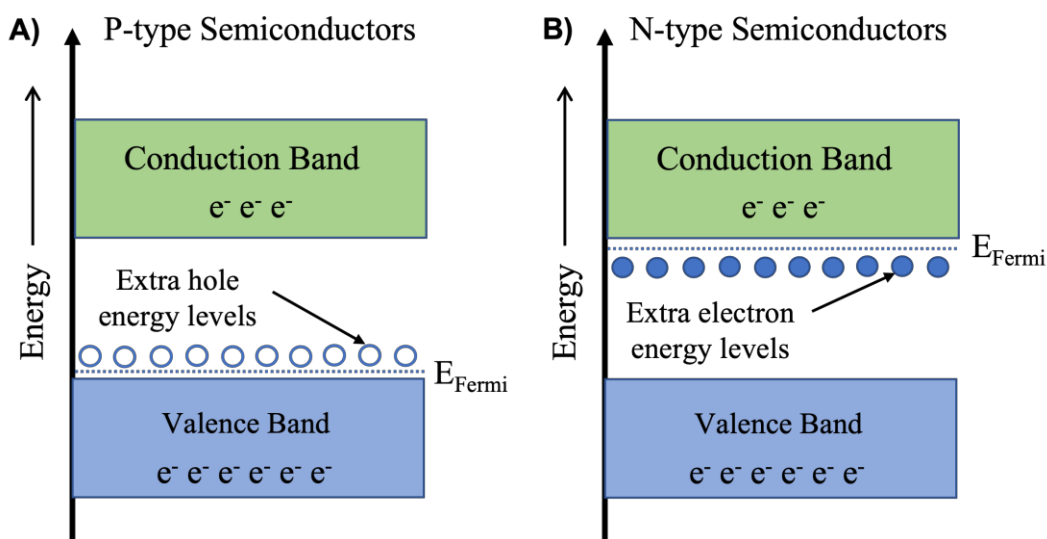 A) P-type Semiconductors
Energy
Conduction Band
e⁻ e⁻ e⁻
Extra hole
energy levels
E_Fermi
Valence Band
e⁻ e⁻ e⁻ e⁻ e⁻ e⁻
B) N-type Semiconductors
Energy
Conduction Band
e⁻ e⁻ e⁻
E_Fermi
Extra electron
energy levels
Valence Band
e⁻ e⁻ e⁻ e⁻ e⁻ e⁻